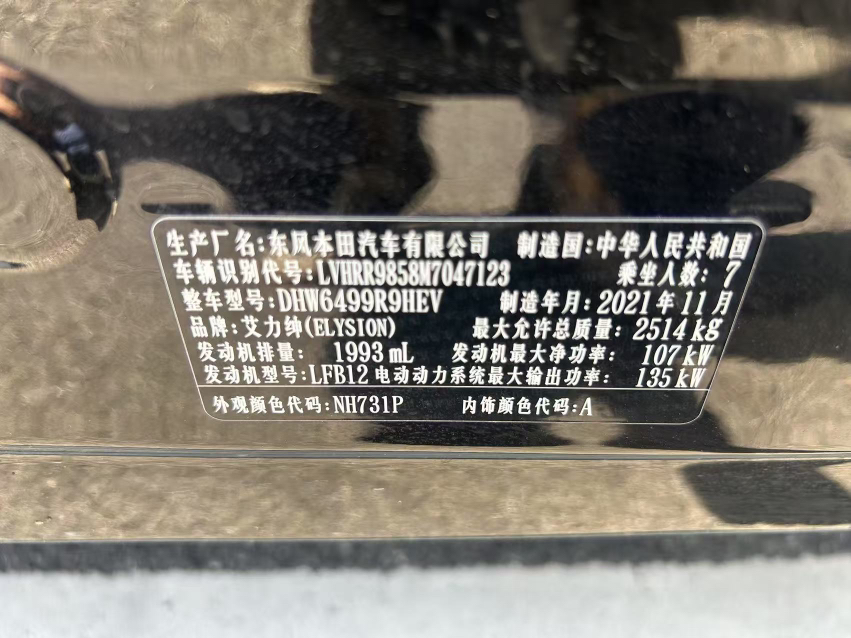 生产厂名:东风本田汽车有限公司 制造国:中华人民共和国
车辆识别代号:LVHRR9858M7047123 乘坐人数:7
整车型号:DHW6499R9HEV 制造年月:2021年11月
品牌:艾力绅(ELYSION) 最大允许总质量:2514kg
发动机排量:1993mL 发动机最大净功率:107kW
发动机型号:LFB12 电动动力系统最大输出功率:135kW
外观颜色代码:NH731P 内饰颜色代码:A